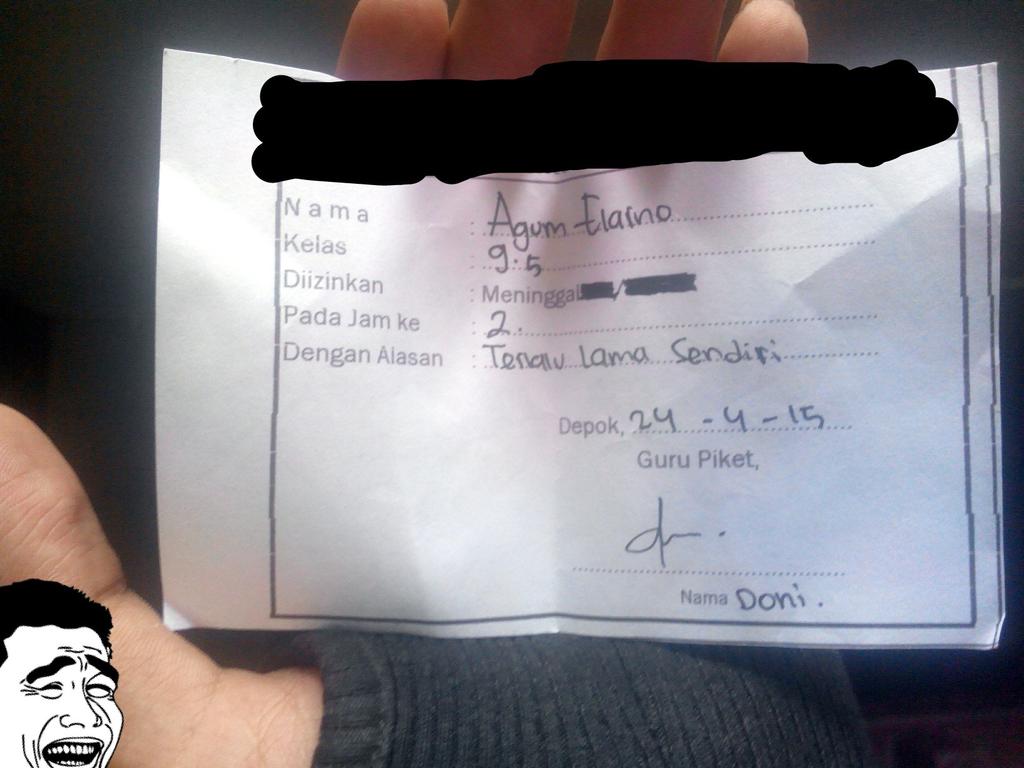 Nama : Agum Elarno
Kelas : 9.5
Diizinkan : Meninggal
Pada Jam ke : 2.
Dengan Alasan : lama Sendiri
Depok, 24 - 4 - 15
Guru Piket,
Nama Doni.